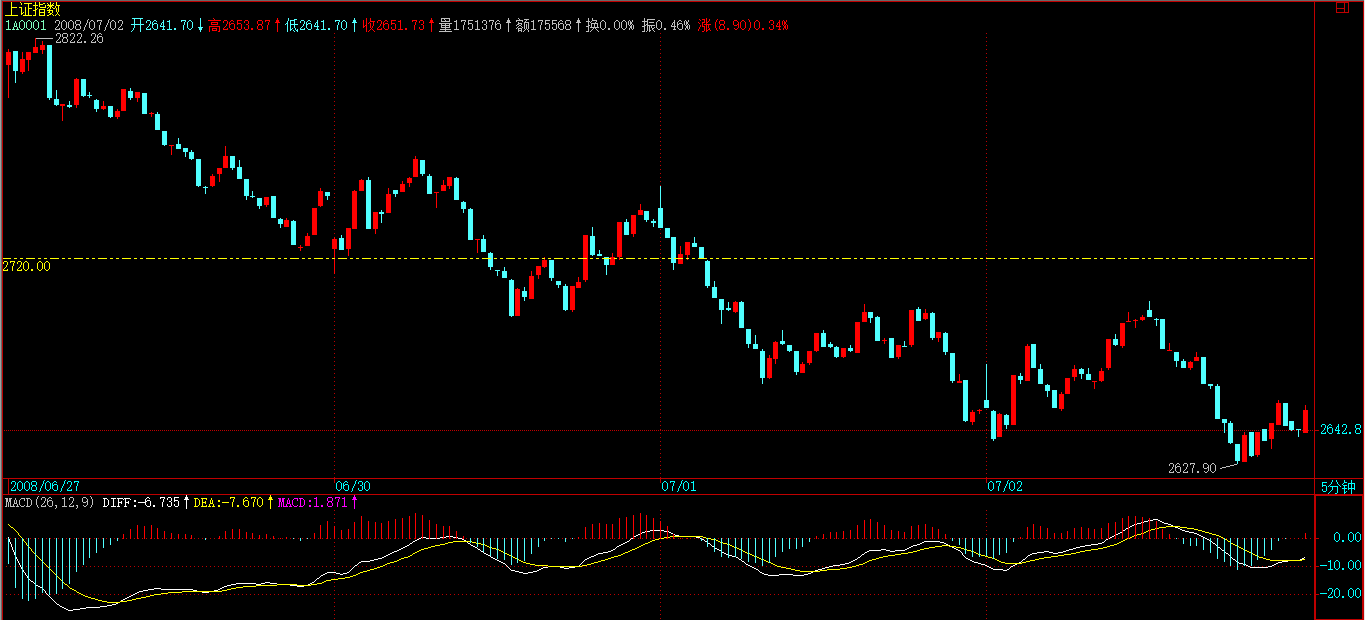 上证指数
1A0001 2008/07/02 开2641.70↓高2653.87↑低2641.70↑收2651.73↑量1751376↑额175568↑换0.00% 振0.46% 涨(8.90)0.34%
2822.26
2720.00
2642.8
2627.90
2008/06/27 06/30 07/01 07/02 5分钟
MACD(26,12,9) DIFF:-6.735↑DEA:-7.670↑MACD:1.871↑
0.00
-10.00
-20.00